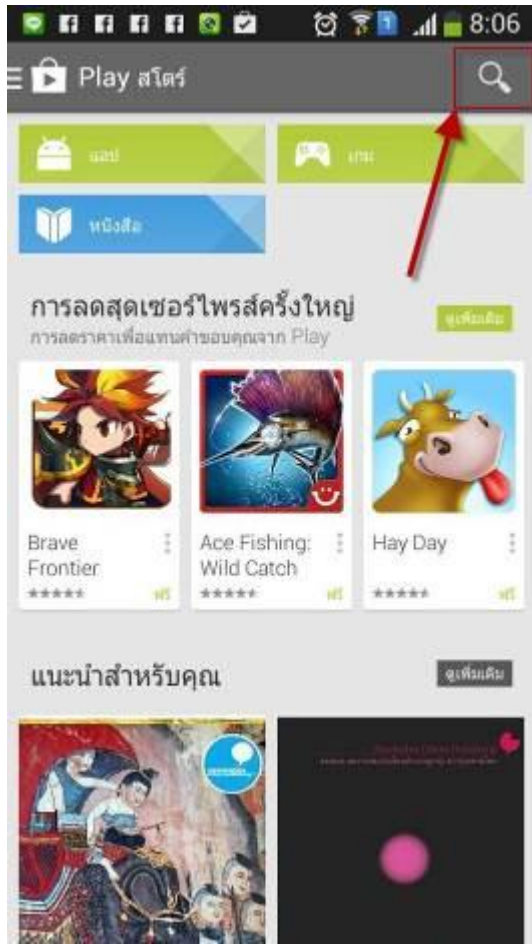 8:06
Play สโตร์
แอป
เกม
หนังสือ
การลดสุดเซอร์ไพรส์ครั้งใหญ่
ดูเพิ่มเติม
การลดราคาเพื่อแทนคำขอบคุณจาก Play
Brave Frontier
Ace Fishing: Wild Catch
Hay Day
ฟรี
ฟรี
ฟรี
แนะนำสำหรับคุณ
ดูเพิ่มเติม